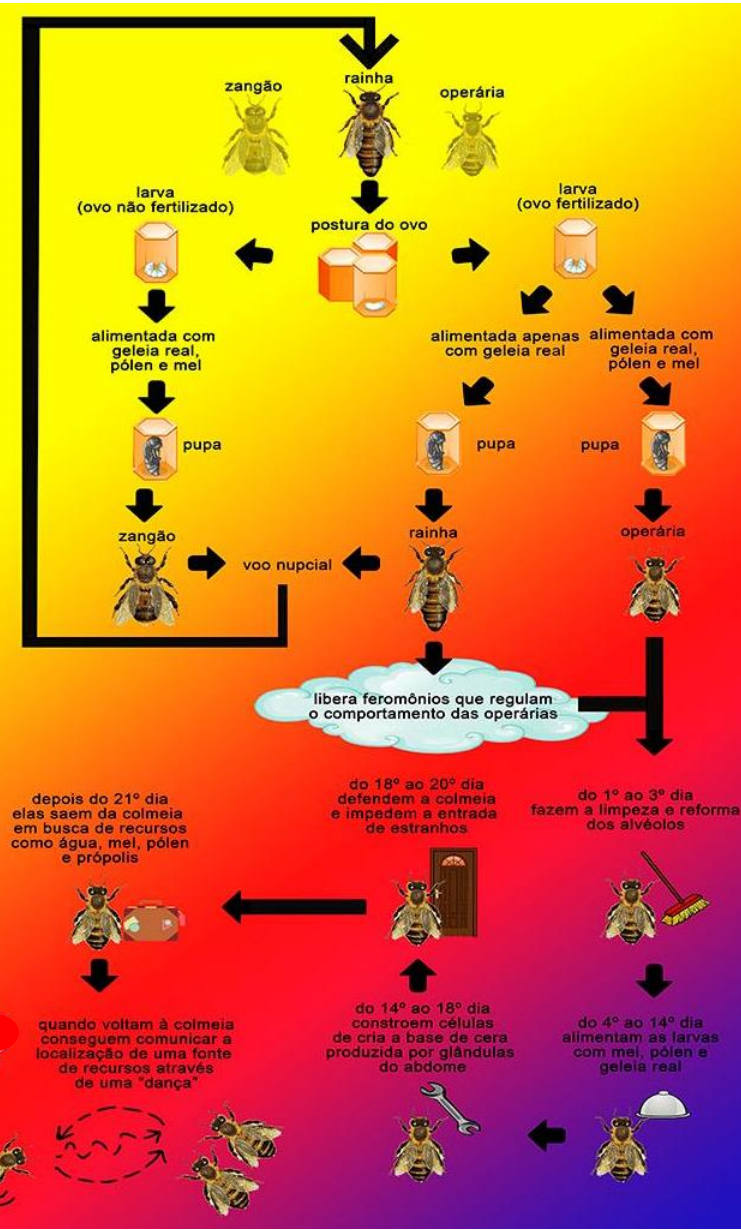 zangão
rainha
operária
larva
(ovo não fertilizado)
postura do ovo
larva
(ovo fertilizado)
alimentada com
geleia real,
pólen e mel
alimentada apenas
com geleia real
alimentada com
geleia real,
pólen e mel
pupa
pupa
pupa
zangão
voo nupcial
rainha
operária
libera feromônios que regulam
o comportamento das operárias
do 1º ao 3º dia
fazem a limpeza e reforma
dos alvéolos
do 4º ao 14º dia
alimentam as larvas
com mel, pólen e
geleia real
do 14º ao 18º dia
constroem células
de cria a base de cera
produzida por glândulas
do abdome
do 18º ao 20º dia
defendem a colmeia
e impedem a entrada
de estranhos
depois do 21º dia
elas saem da colmeia
em busca de recursos
como água, mel, pólen
e própolis
quando voltam à colmeia
conseguem comunicar a
localização de uma fonte
de recursos através
de uma "dança"